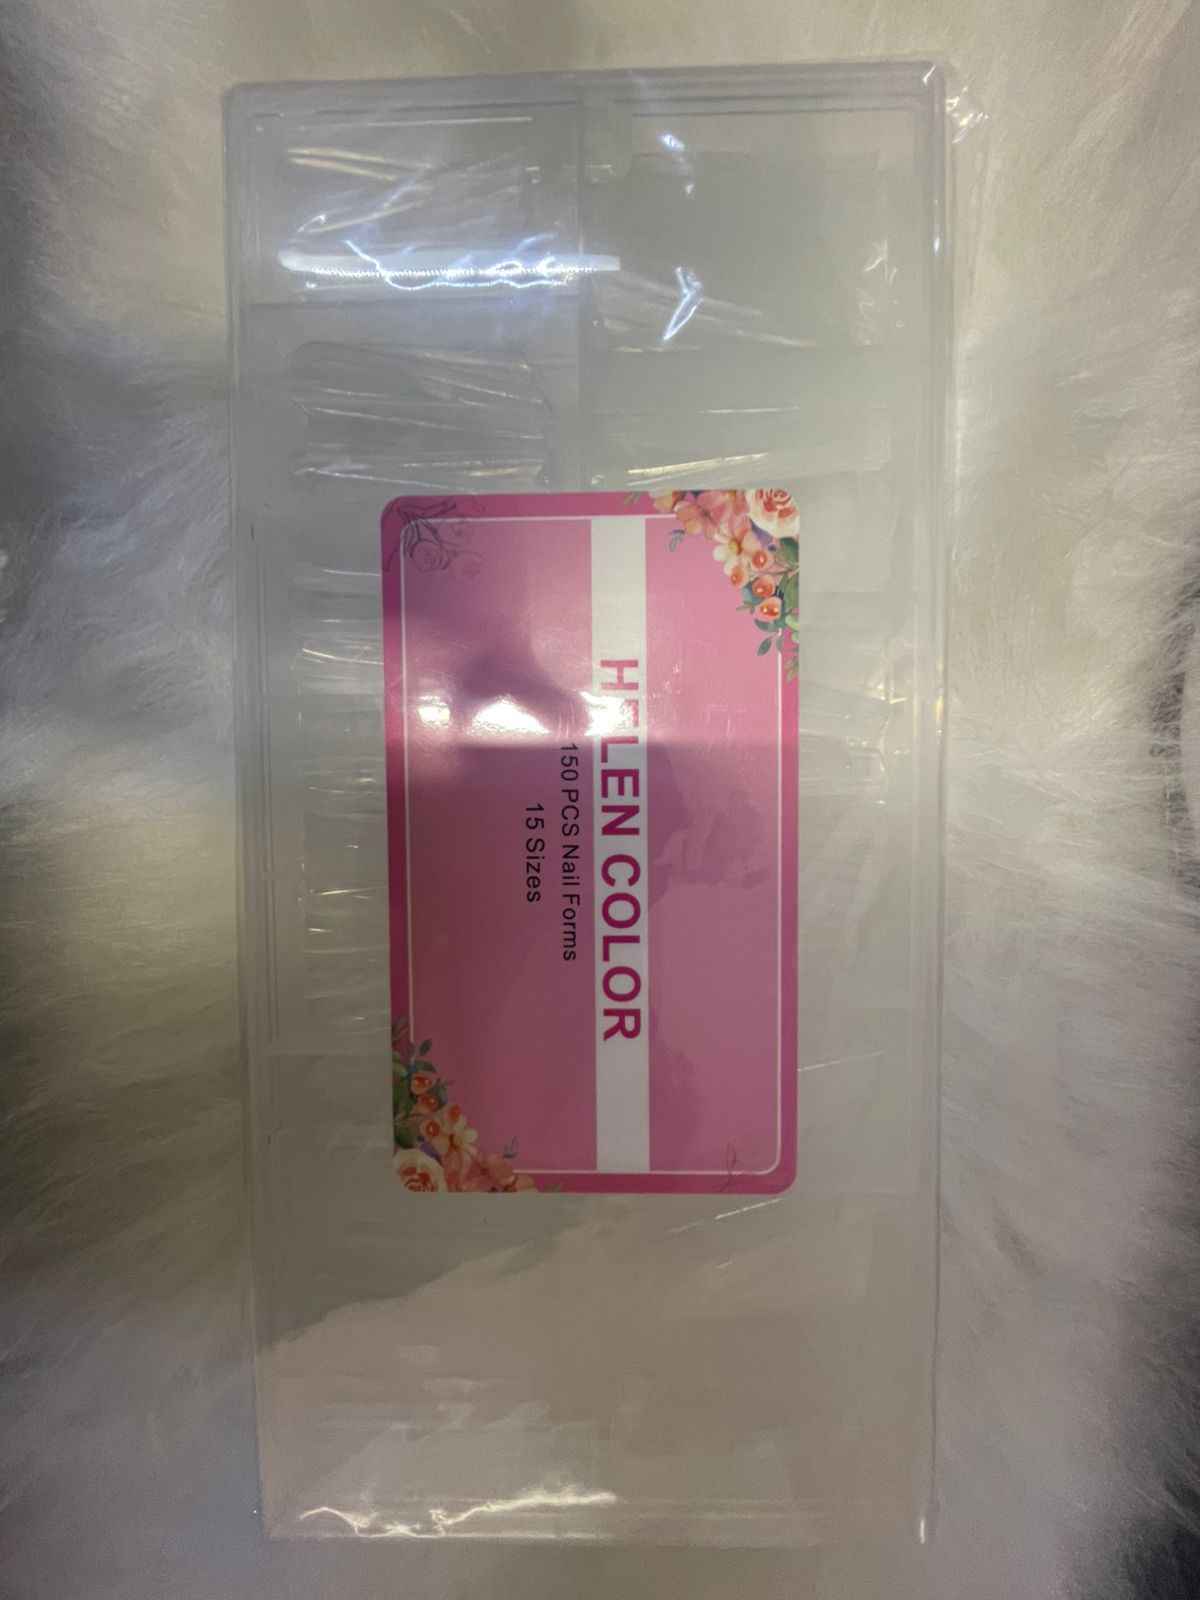 HELEN COLOR
150 PCS Nail Forms
15 Sizes